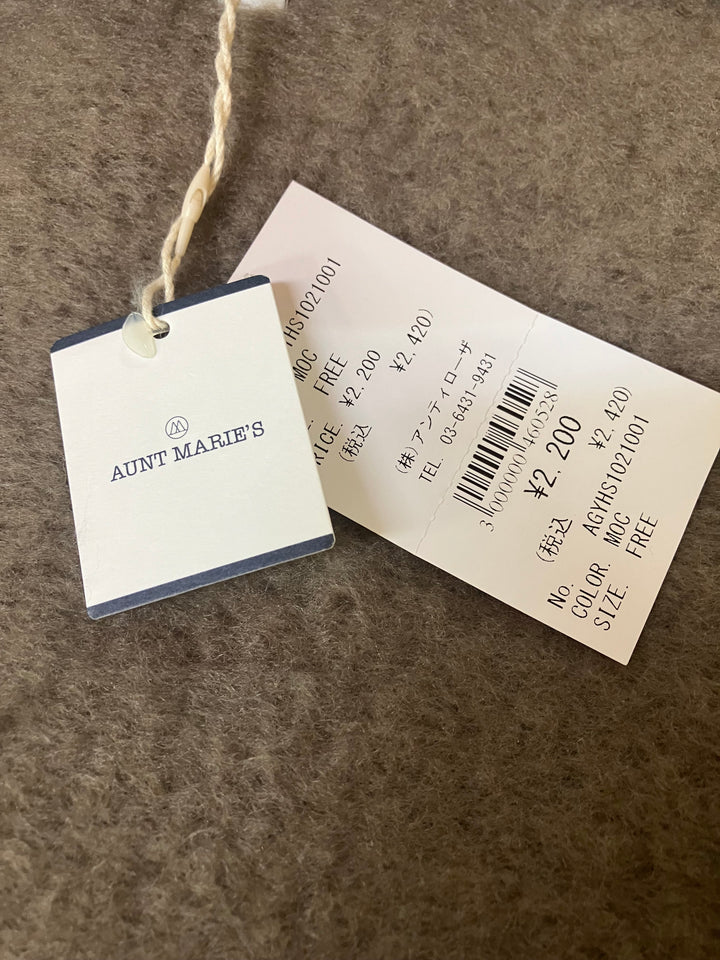 AUNT MARIE'S
YHS1021001
MOC
FREE
RICE. ¥2,200
(税込 ¥2,420)
(株)アンティローザ
TEL. 03-6431-9431
3000000460528
¥2,200
(税込 ¥2,420)
No. AGYHS1021001
COLOR. MOC
SIZE. FREE